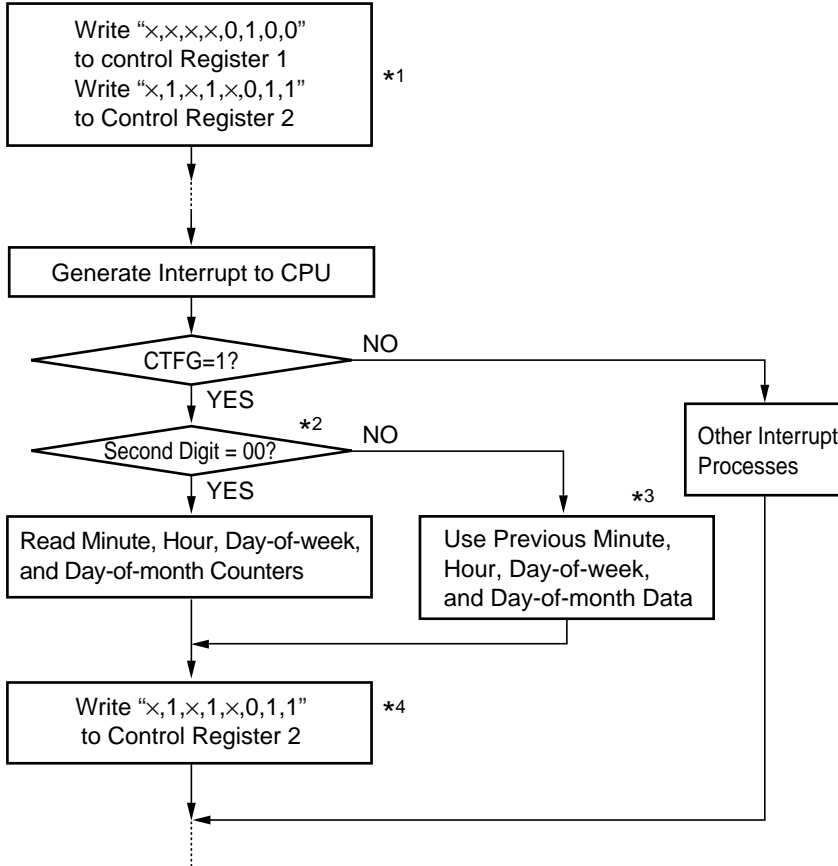 Write “×,×,×,×,0,1,0,0”
to control Register 1
Write “×,1,×,1,×,0,1,1”
to Control Register 2
*1
Generate Interrupt to CPU
CTFG=1?
NO
YES
*2
Second Digit = 00?
NO
YES
Other Interrupt
Processes
*3
Read Minute, Hour, Day-of-week,
and Day-of-month Counters
Use Previous Minute,
Hour, Day-of-week,
and Day-of-month Data
Write “×,1,×,1,×,0,1,1”
to Control Register 2
*4